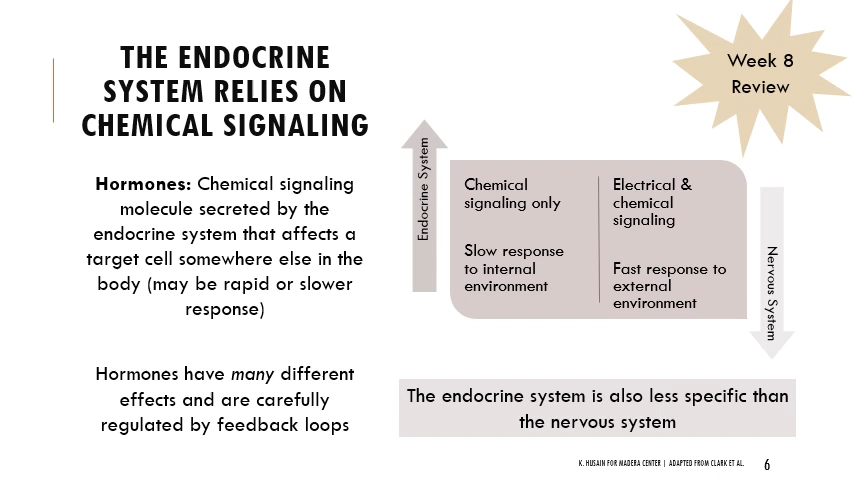 THE ENDOCRINE
SYSTEM RELIES ON
CHEMICAL SIGNALING
Hormones: Chemical signaling
molecule secreted by the
endocrine system that affects a
target cell somewhere else in the
body (may be rapid or slower
response)
Hormones have many different
effects and are carefully
regulated by feedback loops
Week 8
Review
Endocrine System
Chemical
signaling only
Slow response
to internal
environment
Electrical &
chemical
signaling
Fast response to
external
environment
Nervous System
The endocrine system is also less specific than
the nervous system
K. HUSAIN FOR MADERA CENTER | ADAPTED FROM CLARK ET AL.
6